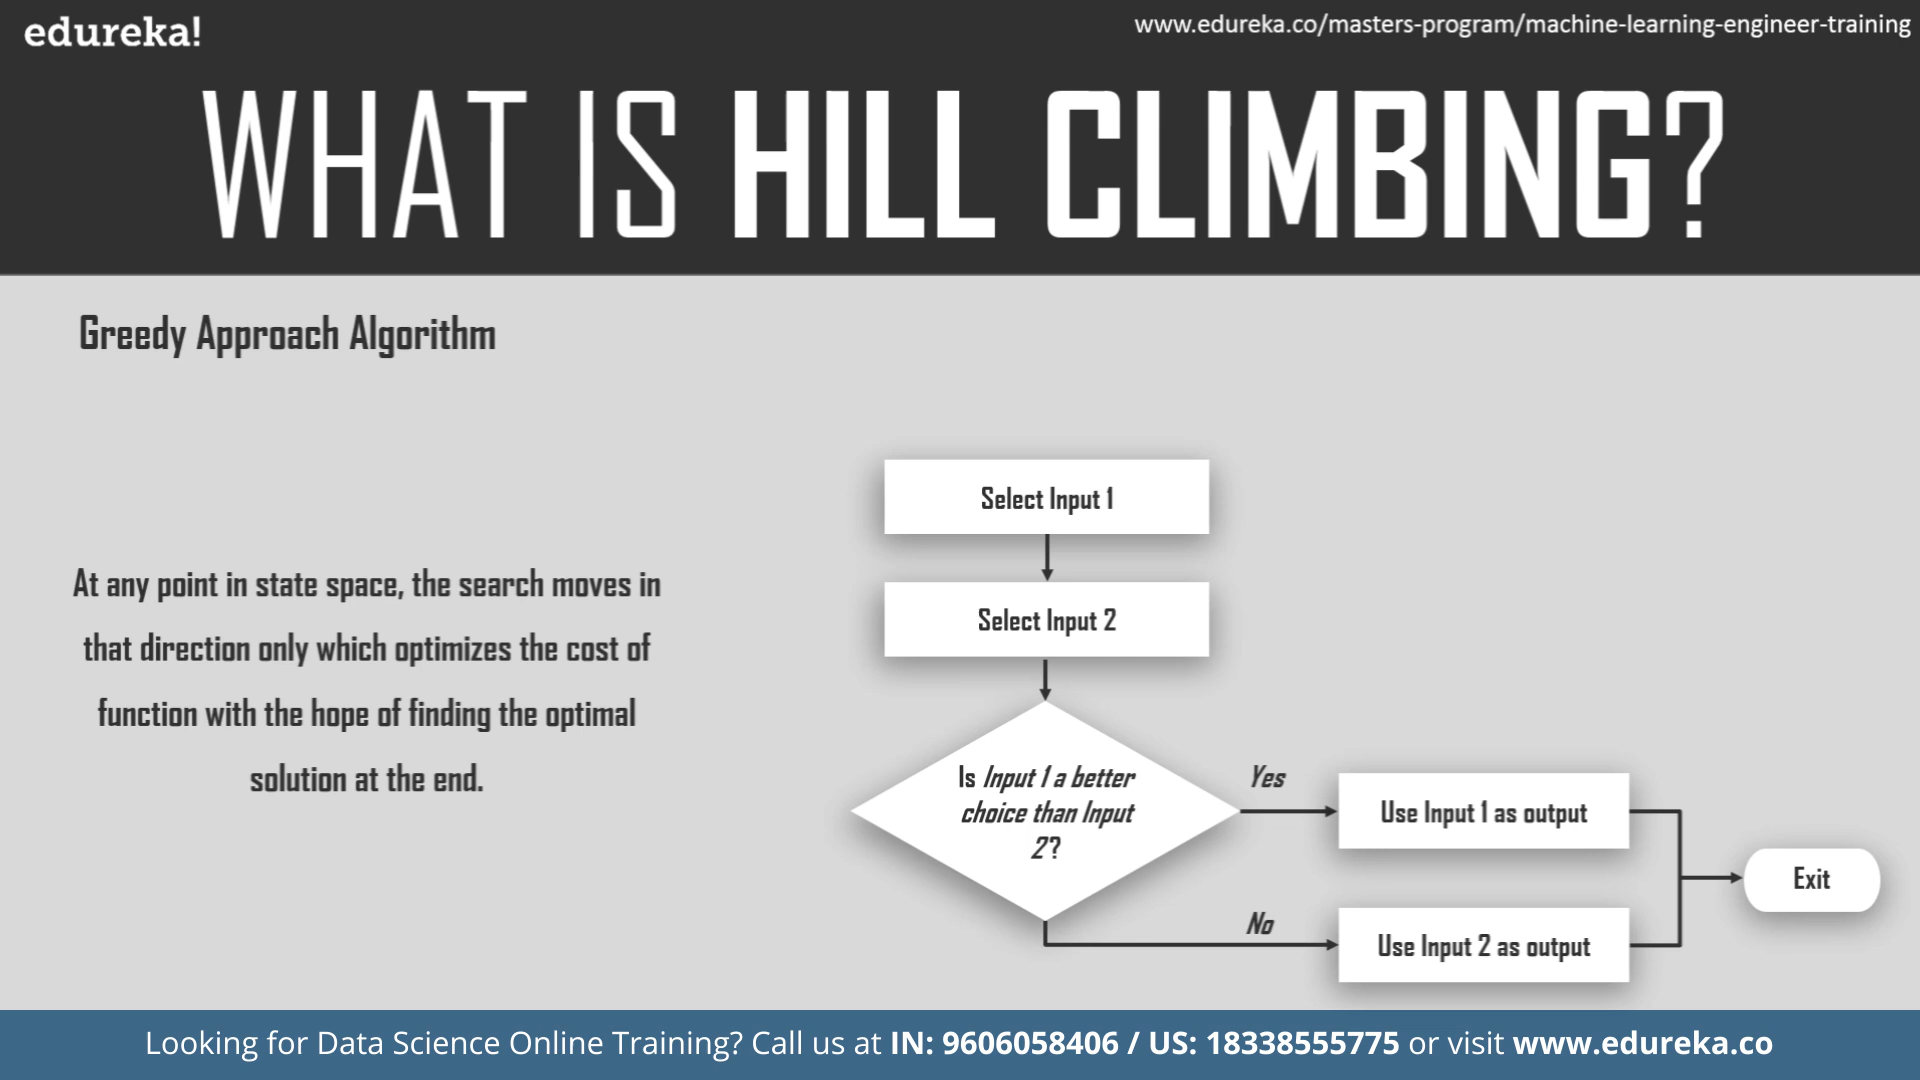 edureka!
www.edureka.co/masters-program/machine-learning-engineer-training
WHAT IS HILL CLIMBING?
Greedy Approach Algorithm
At any point in state space, the search moves in
that direction only which optimizes the cost of
function with the hope of finding the optimal
solution at the end.
Select Input 1
Select Input 2
Is Input 1 a better
choice than Input
2?
Yes
Use Input 1 as output
Exit
No
Use Input 2 as output
Looking for Data Science Online Training? Call us at IN: 9606058406 / US: 18338555775 or visit www.edureka.co